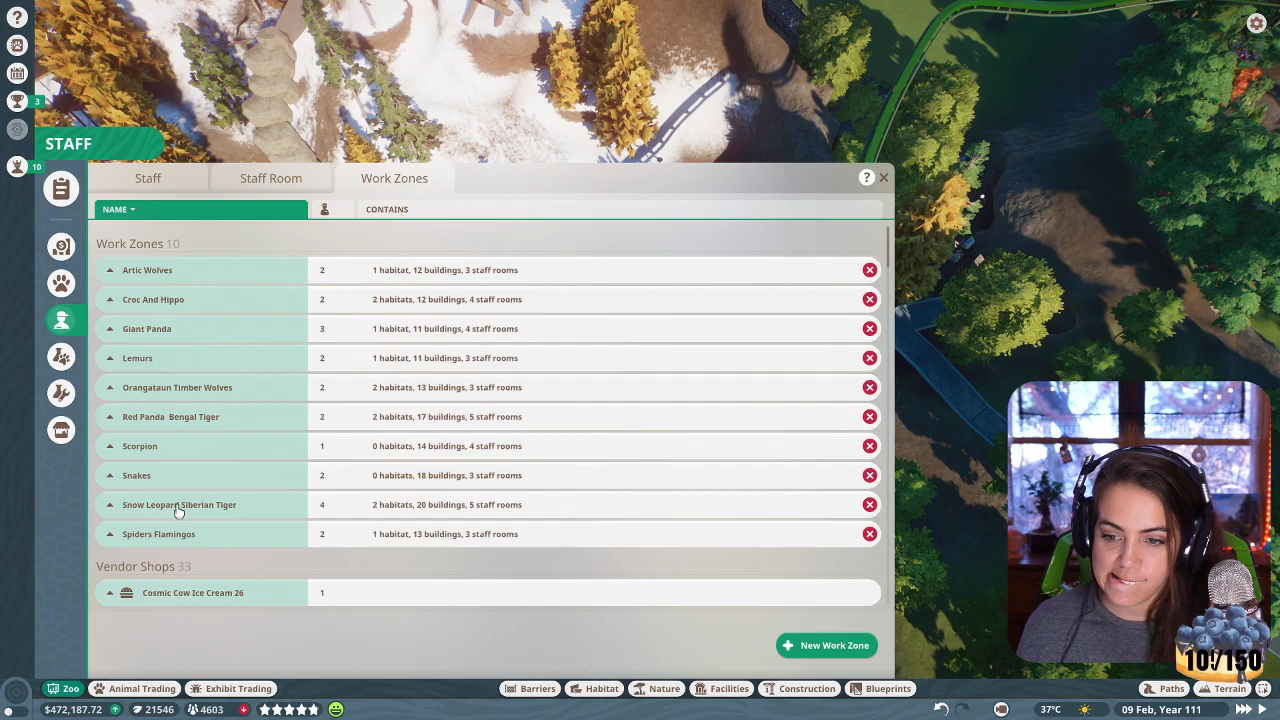 3
STAFF
10
Staff
Staff Room
Work Zones
?
NAME
CONTAINS
Work Zones 10
Artic Wolves 2 1 habitat, 12 buildings, 3 staff rooms
Croc And Hippo 2 2 habitats, 12 buildings, 4 staff rooms
Giant Panda 3 1 habitat, 11 buildings, 4 staff rooms
Lemurs 2 1 habitat, 11 buildings, 3 staff rooms
Orangataun Timber Wolves 2 2 habitats, 13 buildings, 3 staff rooms
Red Panda Bengal Tiger 2 2 habitats, 17 buildings, 5 staff rooms
Scorpion 1 0 habitats, 14 buildings, 4 staff rooms
Snakes 2 0 habitats, 18 buildings, 3 staff rooms
Snow Leopard Siberian Tiger 4 2 habitats, 20 buildings, 5 staff rooms
Spiders Flamingos 2 1 habitat, 13 buildings, 3 staff rooms
Vendor Shops 33
Cosmic Cow Ice Cream 26 1
New Work Zone
10/150
Zoo
Animal Trading
Exhibit Trading
Barriers
Habitat
Nature
Facilities
Construction
Blueprints
Paths
Terrain
$472,187.72
21546
4603
37°C
09 Feb, Year 111